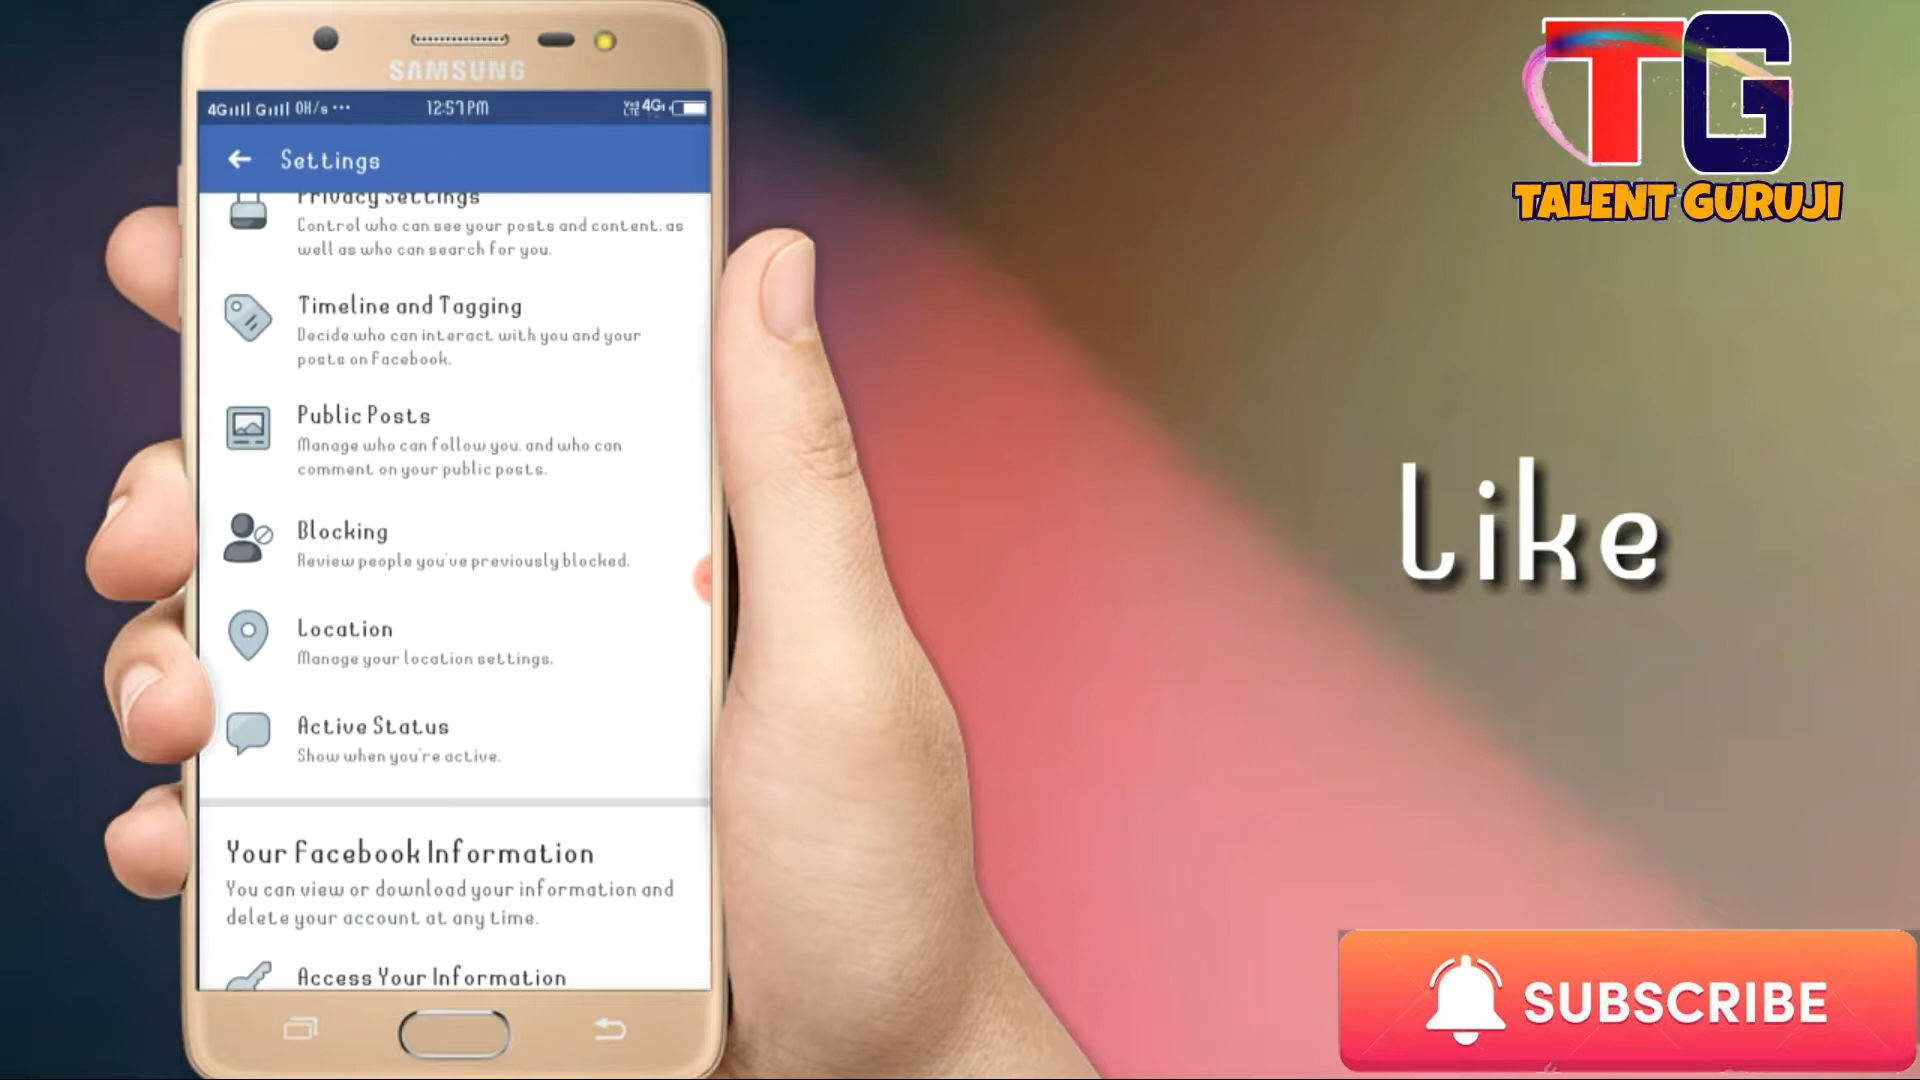 SAMSUNG
4G G 0K/s ...
12:57 PM
VoLTE 4G
Settings
Privacy Settings
Control who can see your posts and content, as
well as who can search for you.
Timeline and Tagging
Decide who can interact with you and your
posts on Facebook.
Public Posts
Manage who can follow you, and who can
comment on your public posts.
Blocking
Review people you've previously blocked.
Location
Manage your location settings.
Active Status
Show when you're active.
Your Facebook Information
You can view or download your information and
delete your account at any time.
Access Your Information
TG
TALENT GURUJI
Like
SUBSCRIBE